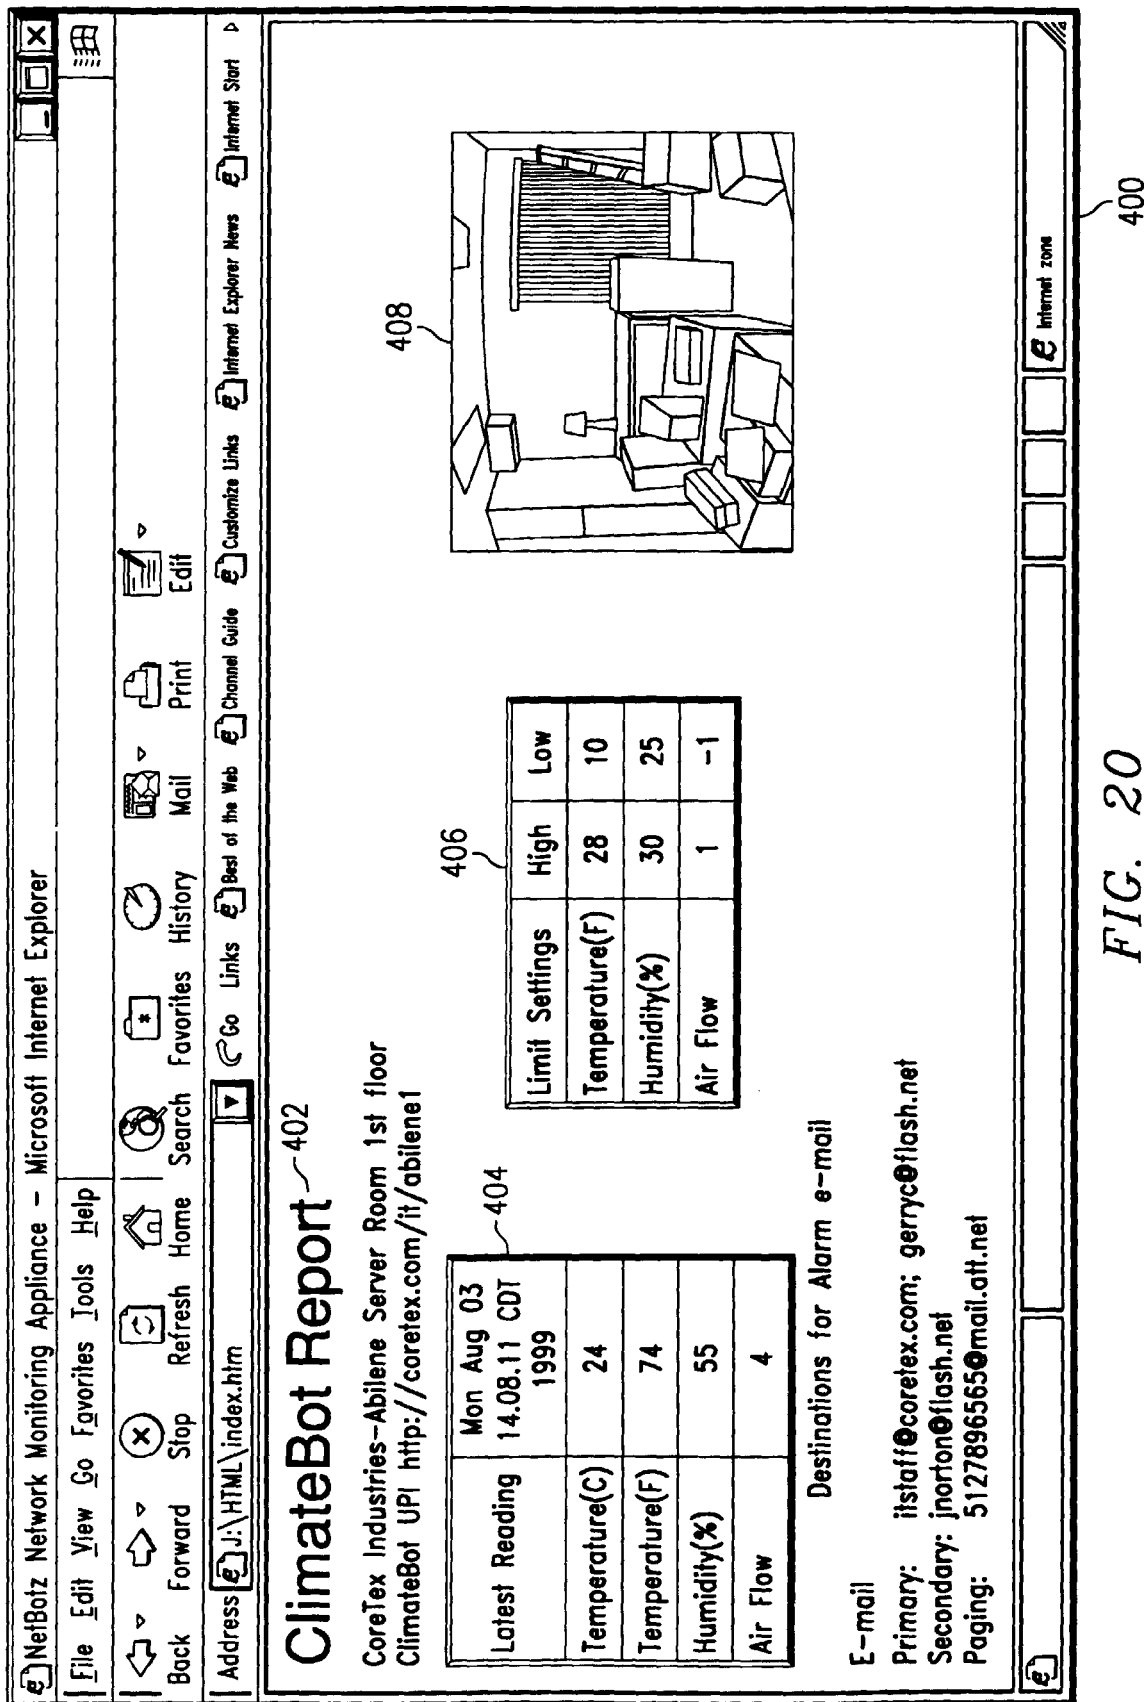 NetBotz Network Monitoring Appliance - Microsoft Internet Explorer
File Edit View Go Favorites Tools Help
Back Forward Stop Refresh Home Search Favorites History Mail Print Edit
Address J:\HTML\index.htm Go Links Best of the Web Channel Guide Customize Links Internet Explorer News Internet Start
ClimateBot Report 402
CoreTex Industries-Abilene Server Room 1st floor
ClimateBot UPI http://coretex.com/it/abilene1
404
Latest Reading Mon Aug 03 14.08.11 CDT 1999
Temperature(C) 24
Temperature(F) 74
Humidity(%) 55
Air Flow 4
406
Limit Settings High Low
Temperature(F) 28 10
Humidity(%) 30 25
Air Flow 1 -1
408
Destinations for Alarm e-mail
E-mail
Primary: itstaff@coretex.com; gerryc@flash.net
Secondary: jnorton@flash.net
Paging: 5127896565@mail.att.net
Internet zone
400
FIG. 20